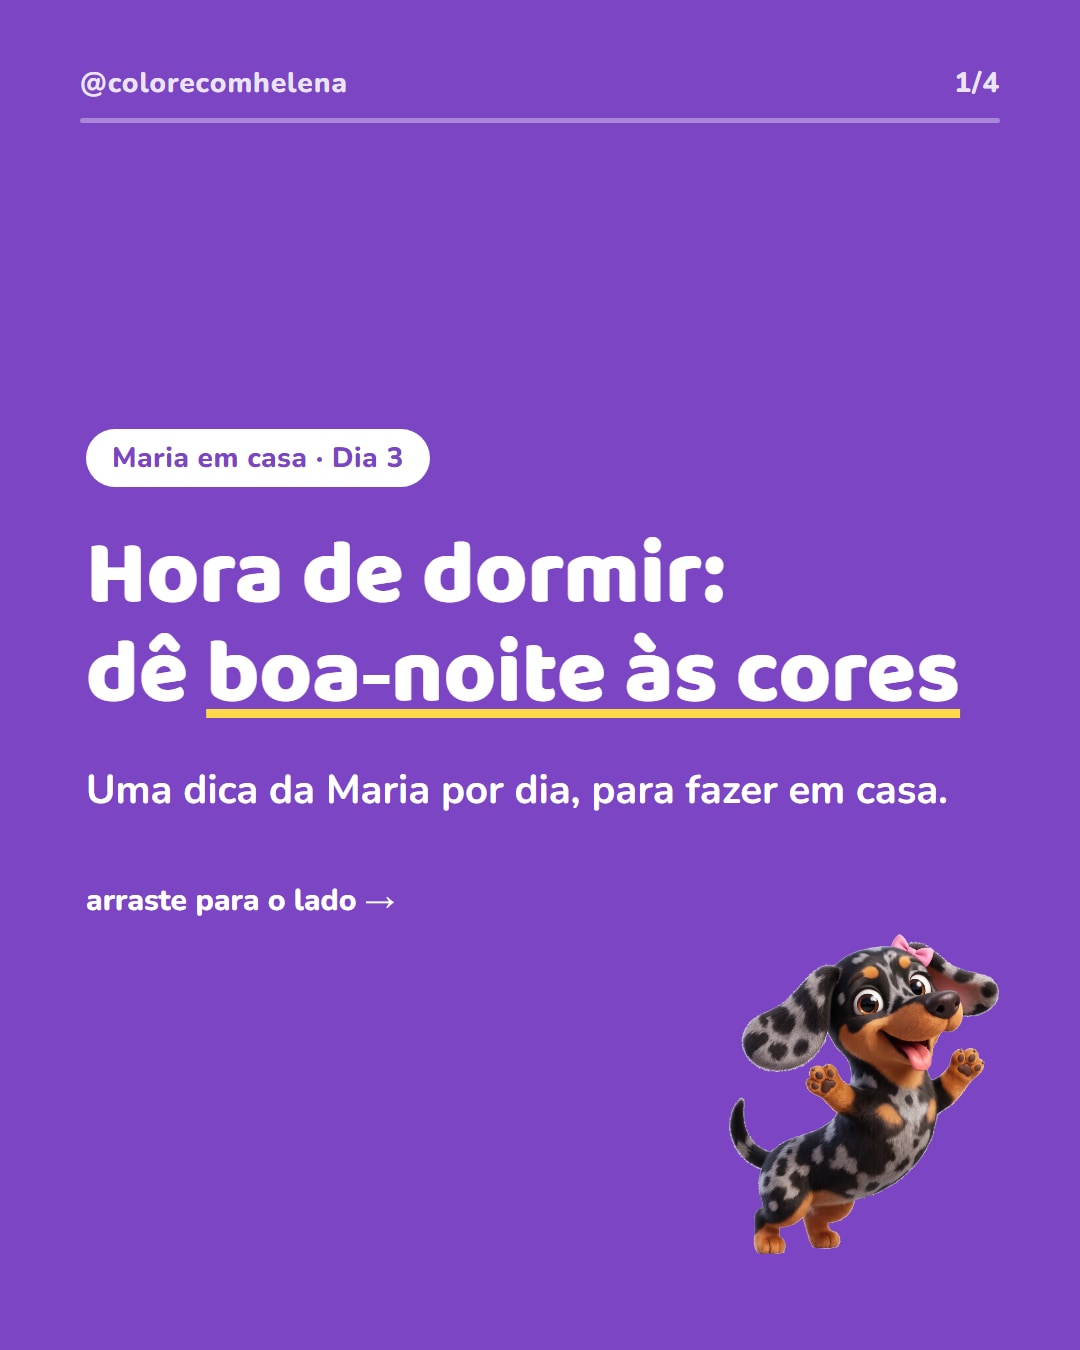 @colorecomhelena
1/4
Maria em casa · Dia 3
Hora de dormir:
dê boa-noite às cores
Uma dica da Maria por dia, para fazer em casa.
arraste para o lado →